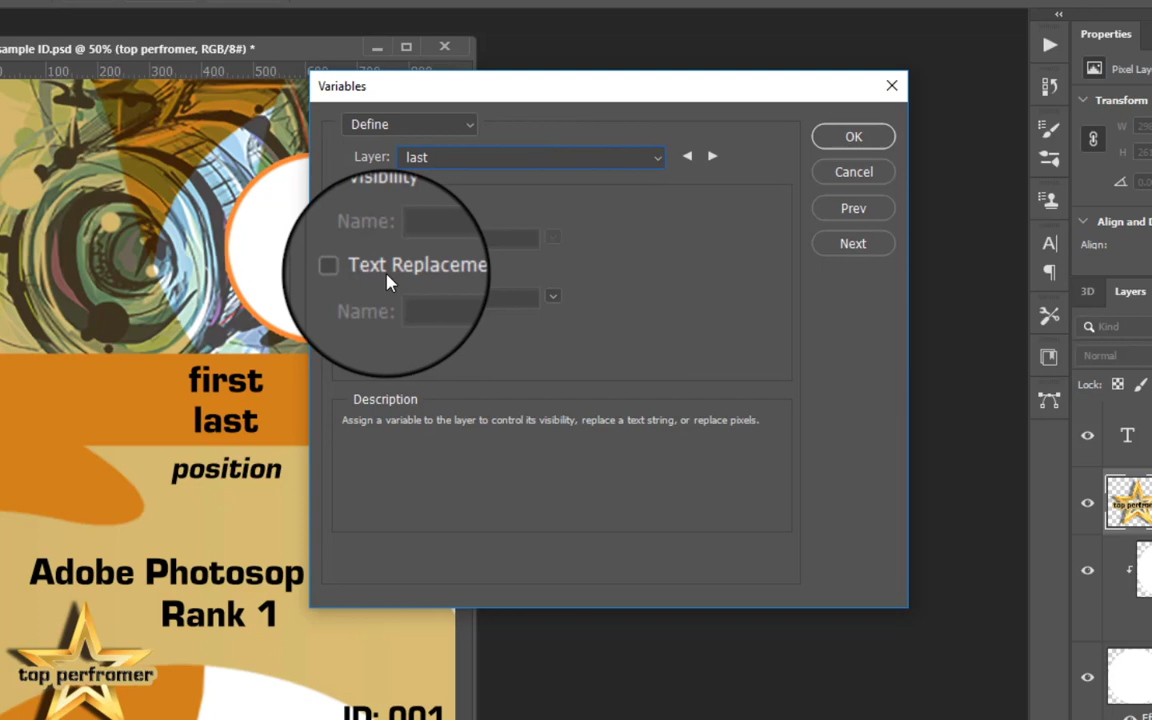 sample ID.psd @ 50% (top perfromer, RGB/8#) *
100 200 300 400 500
Variables
Define
Layer: last
Visibility
Name:
Text Replaceme
Name:
Description
Assign a variable to the layer to control its visibility, replace a text string, or replace pixels.
OK
Cancel
Prev
Next
first
last
position
Adobe Photosop
Rank 1
top perfromer
ID: 001
Properties
Pixel Lay
Transform
W
H
Align and D
Align:
3D Layers
Kind
Normal
Lock:
T
top perfromer